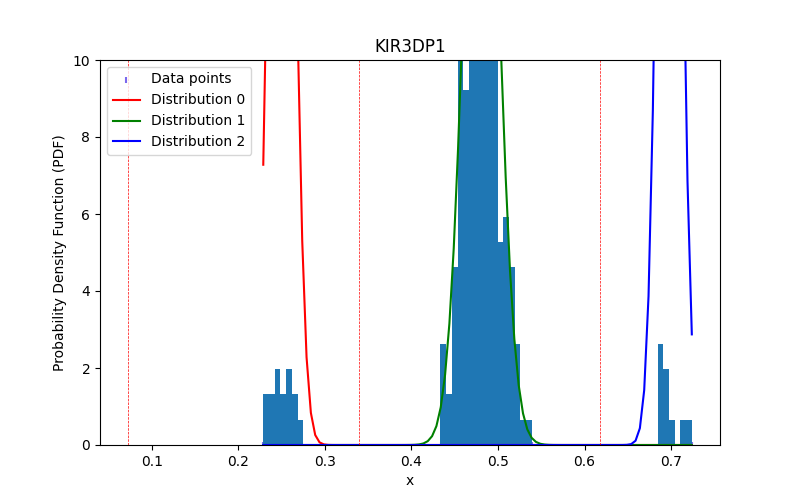 KIR3DP1
Probability Density Function (PDF)
10
8
6
4
2
0
Data points
Distribution 0
Distribution 1
Distribution 2
0.1
0.2
0.3
0.4
0.5
0.6
0.7
x